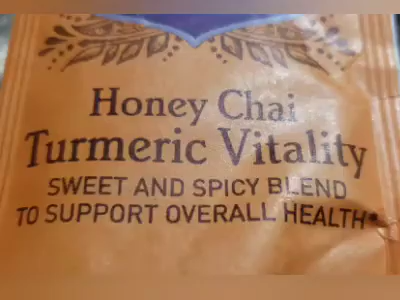 Honey Chai
Turmeric Vitality
SWEET AND SPICY BLEND
TO SUPPORT OVERALL HEALTH*